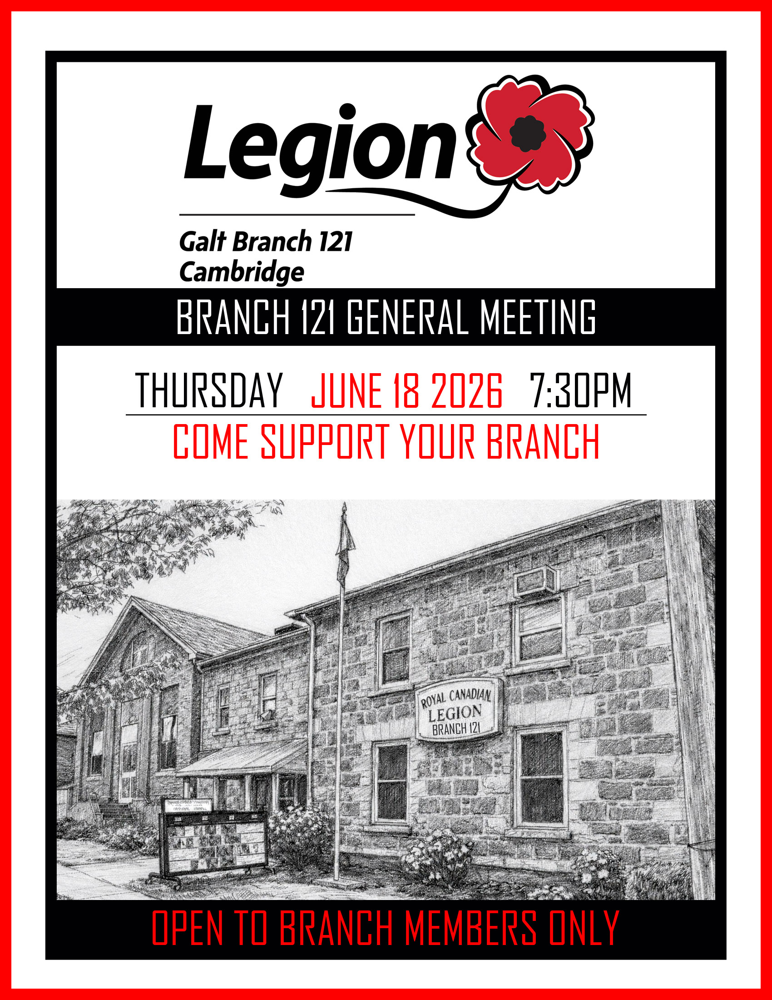 Legion
Galt Branch 121
Cambridge
BRANCH 121 GENERAL MEETING
THURSDAY JUNE 18 2026 7:30PM
COME SUPPORT YOUR BRANCH
ROYAL CANADIAN
LEGION
BRANCH 121
OPEN TO BRANCH MEMBERS ONLY